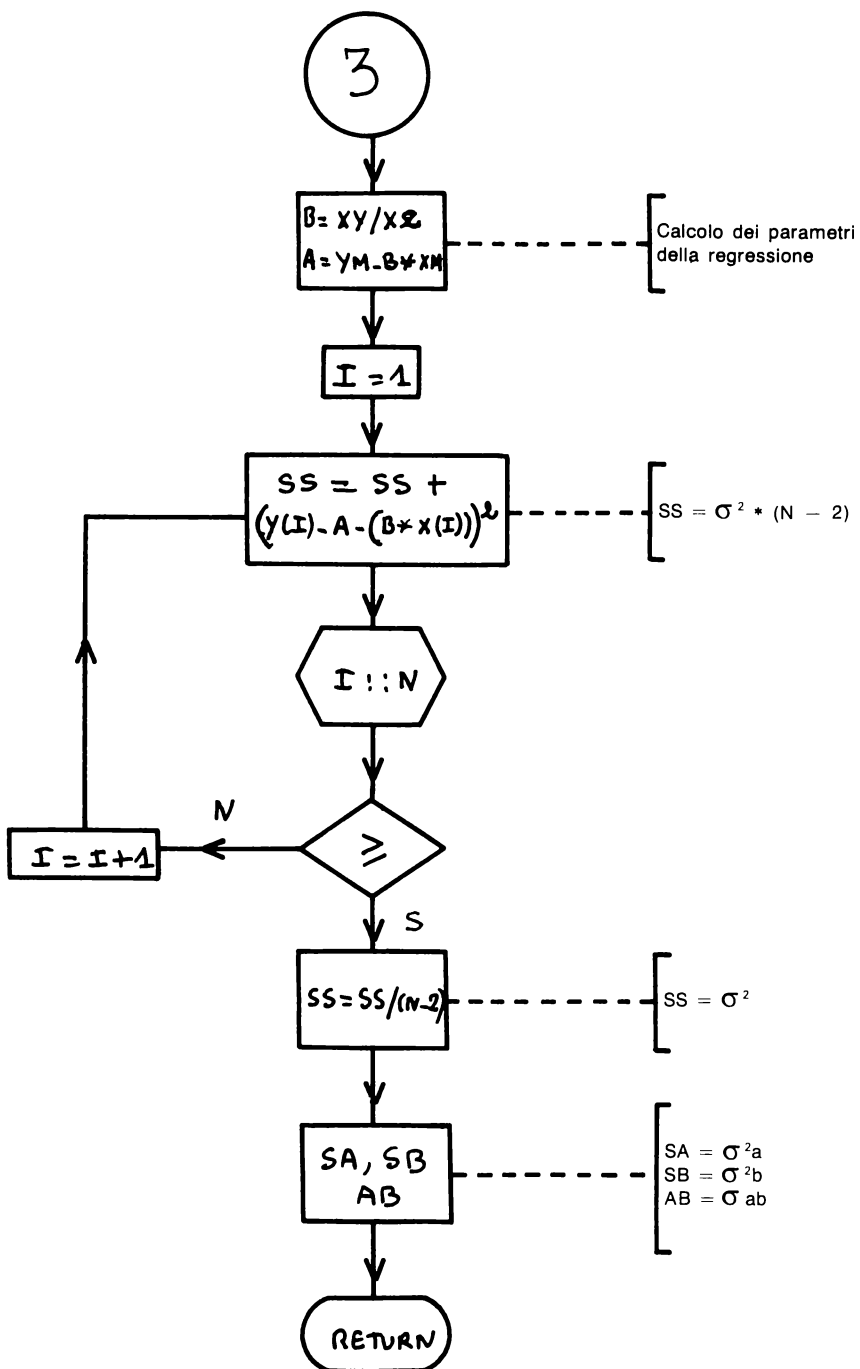 3
B= XY/X2
A=YM-B*XM
Calcolo dei parametri
della regressione
I=1
SS = SS +
(Y(I)-A-(B*X(I))²
SS = σ² * (N − 2)
I::N
≥
N
I=I+1
S
SS=SS/(N-2)
SS = σ²
SA, SB
AB
SA = σ²a
SB = σ²b
AB = σ ab
RETURN